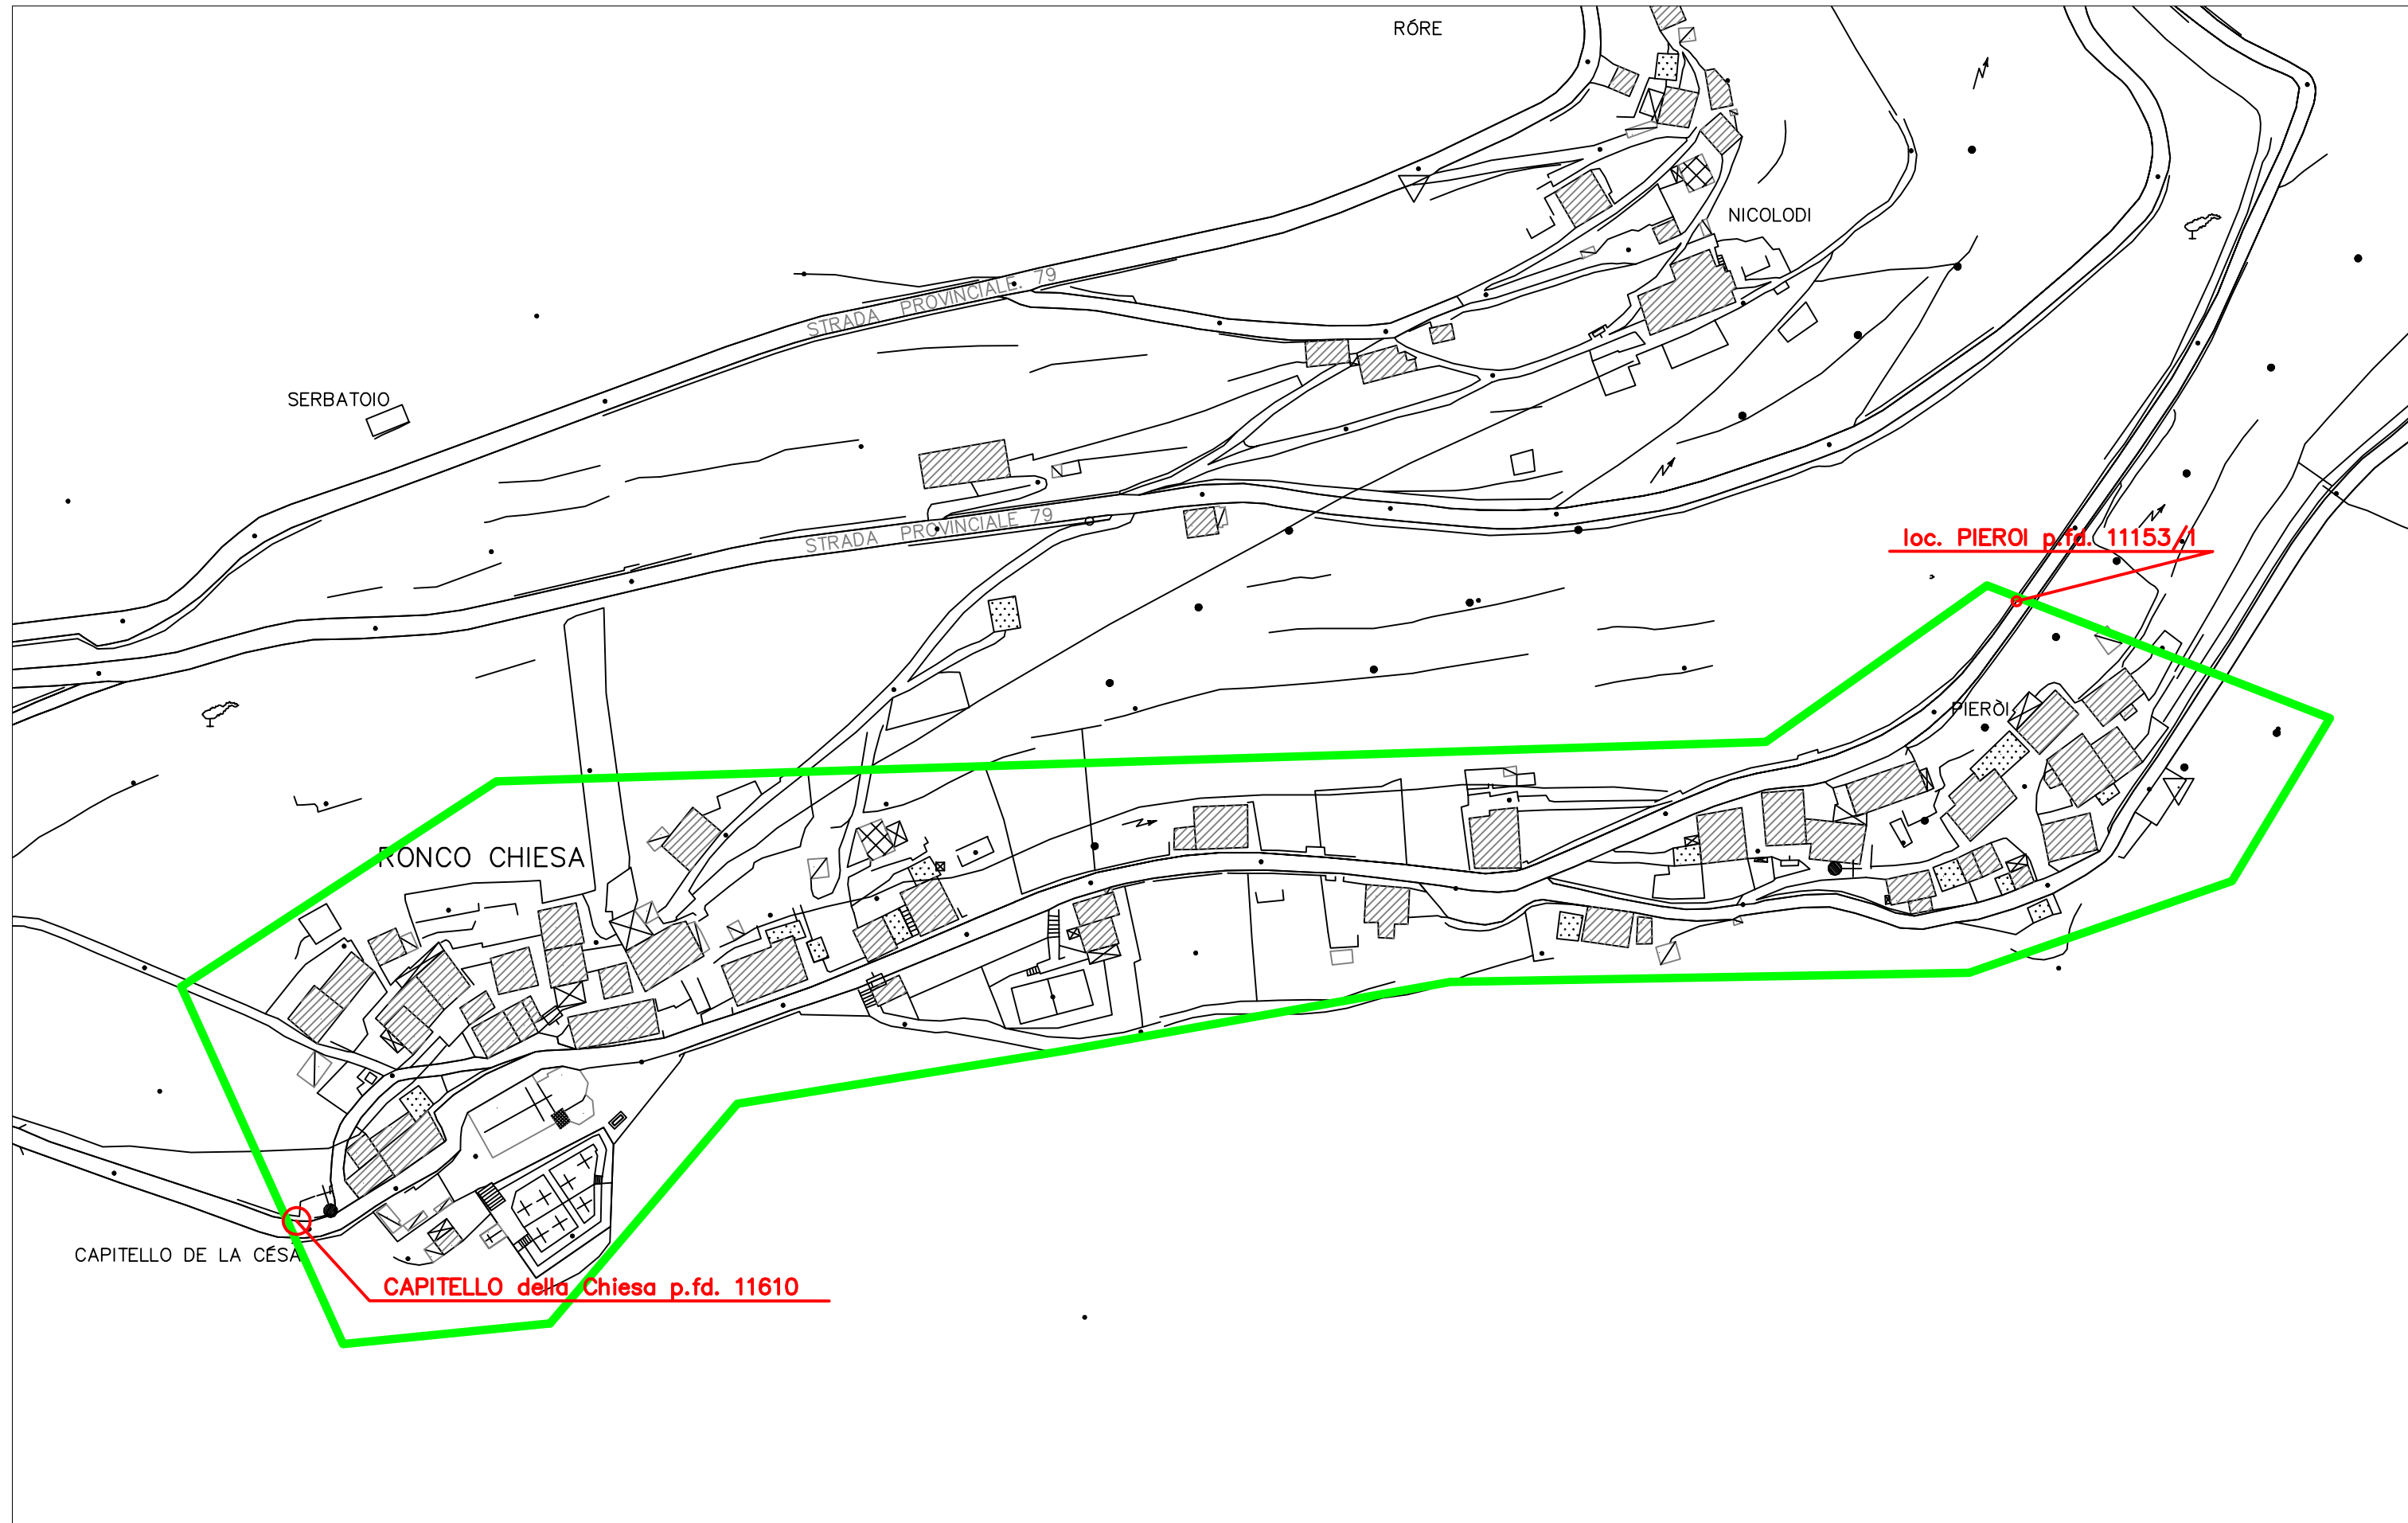 RÓRE
NICOLODI
STRADA PROVINCIALE. 79
SERBATOIO
STRADA PROVINCIALE 79
loc. PIEROI p.fd. 11153/1
PIERÒI
RONCO CHIESA
CAPITELLO DE LA CÉSA
CAPITELLO della Chiesa p.fd. 11610